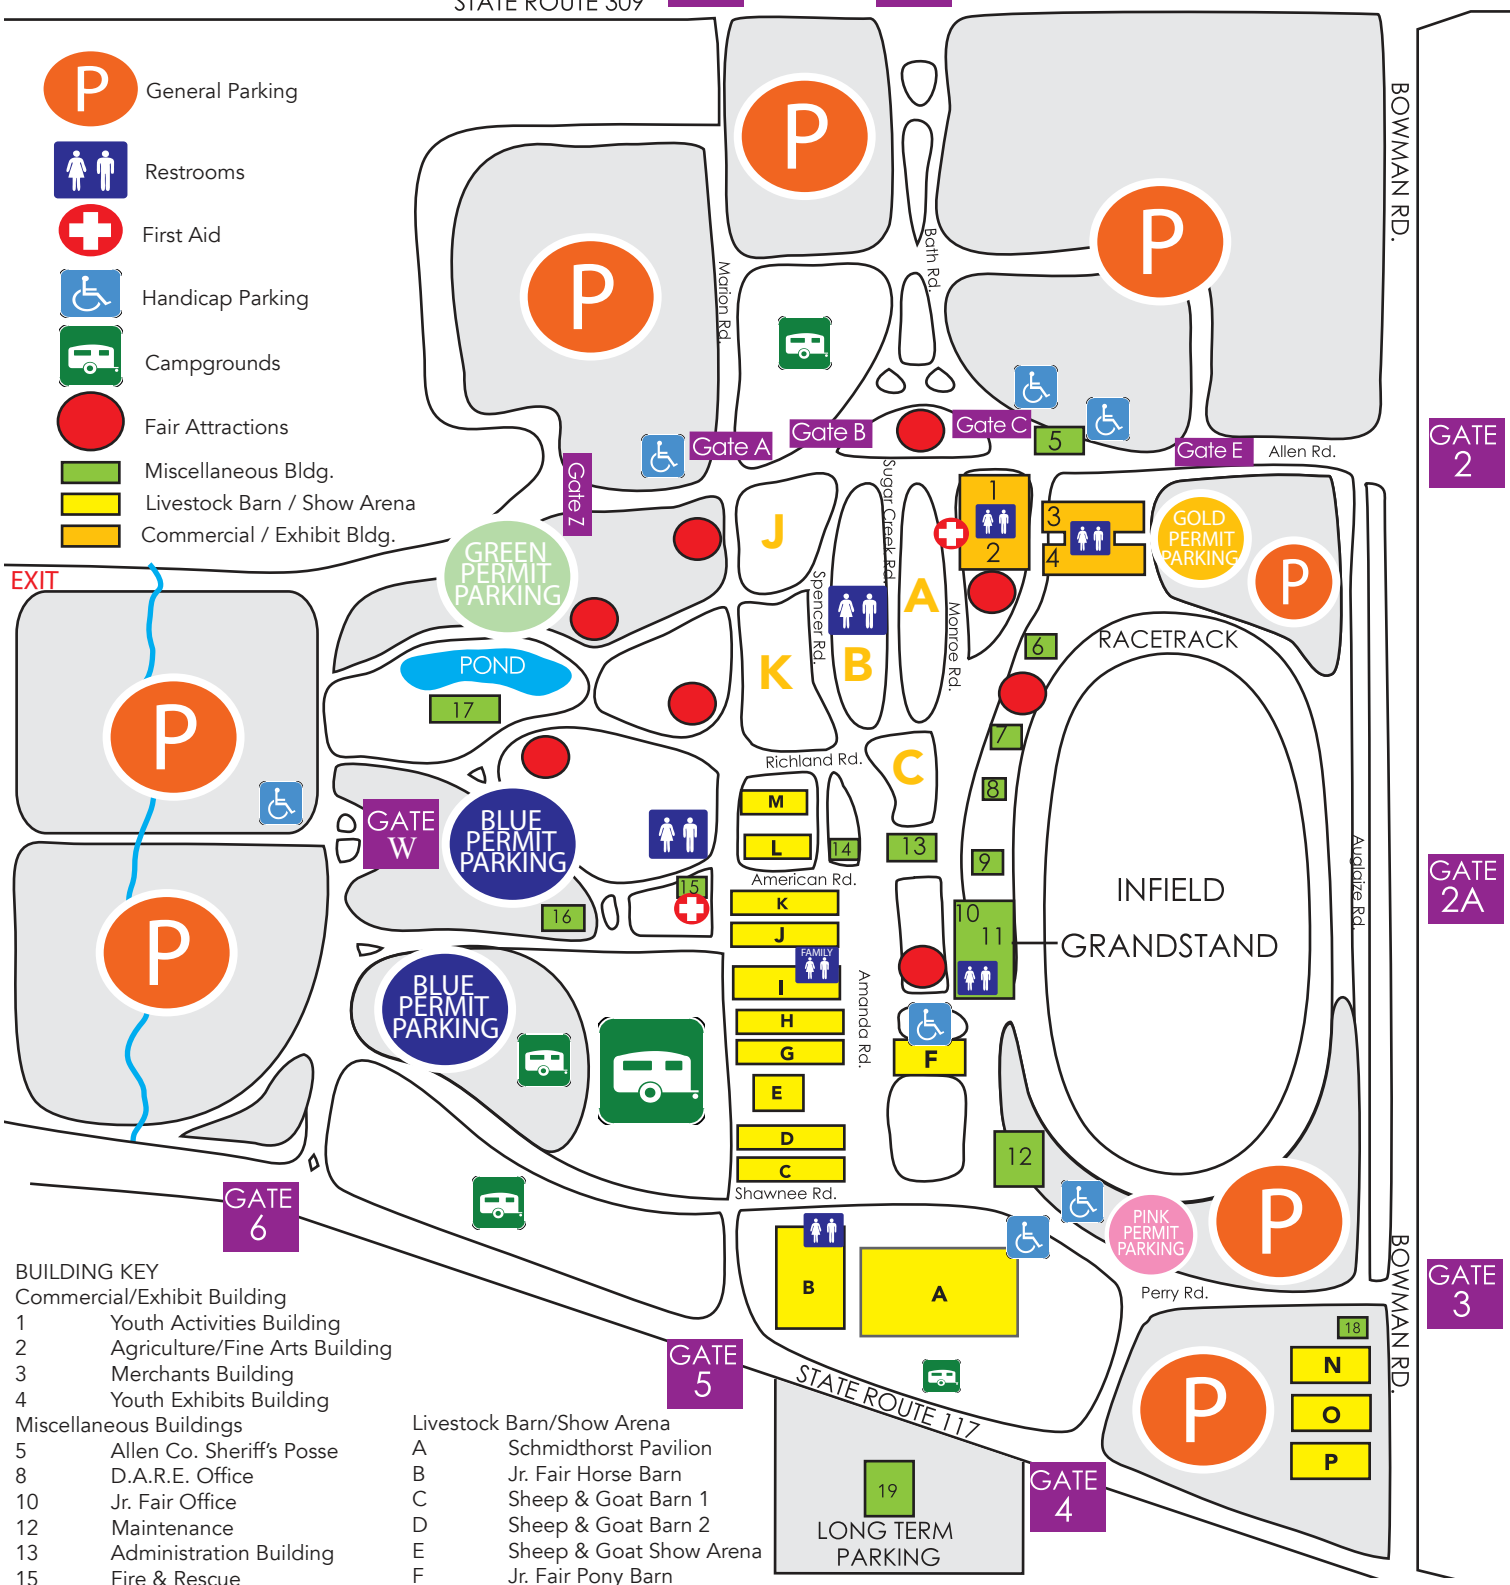 STATE ROUTE 309
P
General Parking
Restrooms
First Aid
Handicap Parking
Campgrounds
Fair Attractions
Miscellaneous Bldg.
Livestock Barn / Show Arena
Commercial / Exhibit Bldg.
P
P
P
BOWMAN RD.
Marion Rd.
Bath Rd.
Gate A
Gate B
Gate C
5
Gate E
Allen Rd.
GATE
2
Gate Z
Sugar Creek Rd.
1
2
3
4
GOLD
PERMIT
PARKING
P
J
A
GREEN
PERMIT
PARKING
EXIT
Spencer Rd.
Monroe Rd.
K
B
6
RACETRACK
POND
17
P
7
Richland Rd.
C
8
M
L
14
13
GATE
W
BLUE
PERMIT
PARKING
9
Auglaize Rd.
American Rd.
GATE
2A
INFIELD
15
16
K
J
10
11
GRANDSTAND
P
FAMILY
I
Amanda Rd.
BLUE
PERMIT
PARKING
H
G
F
E
D
C
12
Shawnee Rd.
GATE
6
PINK
PERMIT
PARKING
P
BOWMAN RD.
GATE
3
B
A
Perry Rd.
18
N
O
P
P
GATE
5
STATE ROUTE 117
GATE
4
19
LONG TERM
PARKING
BUILDING KEY
Commercial/Exhibit Building
1 Youth Activities Building
2 Agriculture/Fine Arts Building
3 Merchants Building
4 Youth Exhibits Building
Miscellaneous Buildings
5 Allen Co. Sheriff's Posse
8 D.A.R.E. Office
10 Jr. Fair Office
12 Maintenance
13 Administration Building
15 Fire & Rescue
Livestock Barn/Show Arena
A Schmidthorst Pavilion
B Jr. Fair Horse Barn
C Sheep & Goat Barn 1
D Sheep & Goat Barn 2
E Sheep & Goat Show Arena
F Jr. Fair Pony Barn